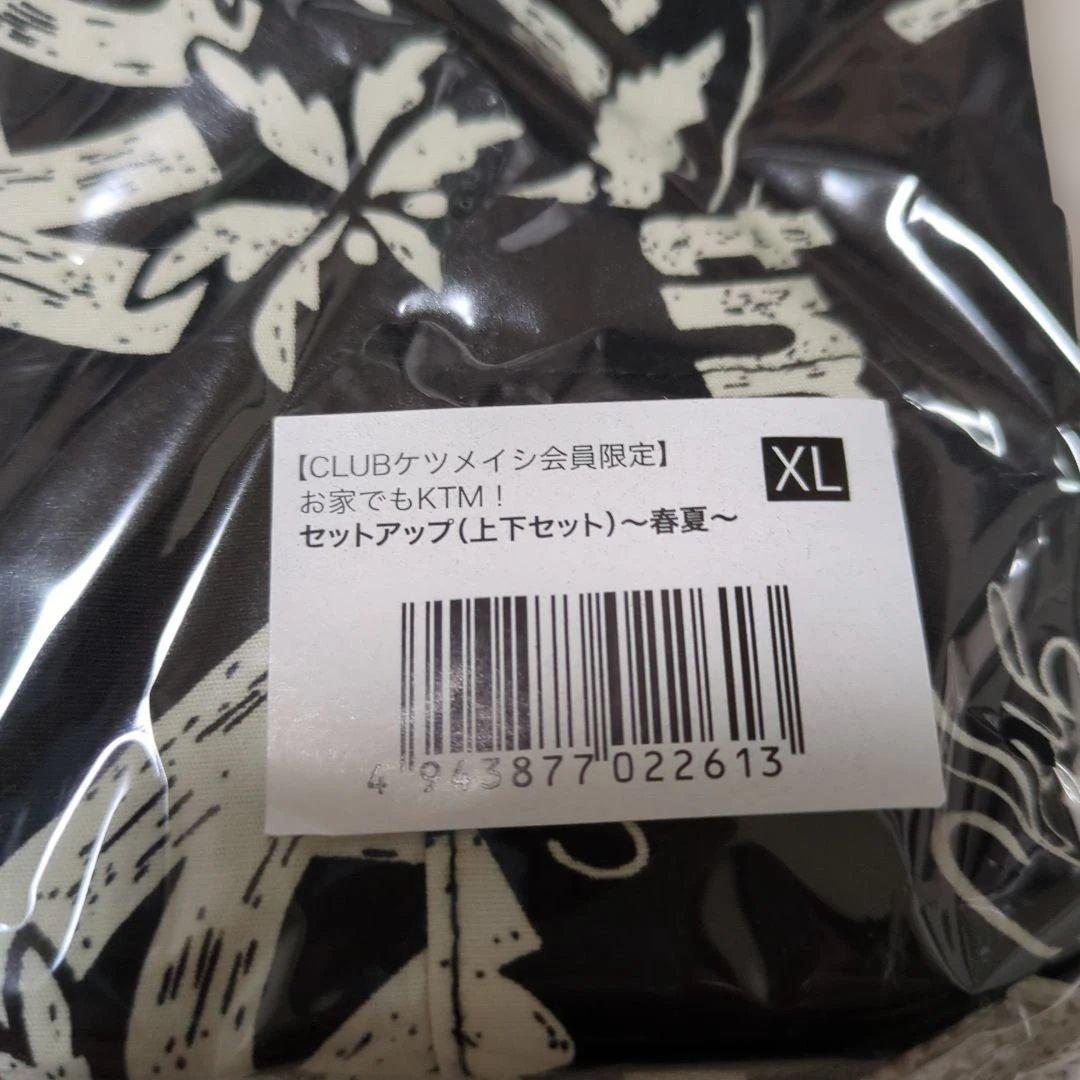 【CLUBケツメイシ会員限定】
XL
お家でもKTM！
セットアップ(上下セット)～春夏～
4 943877 022613